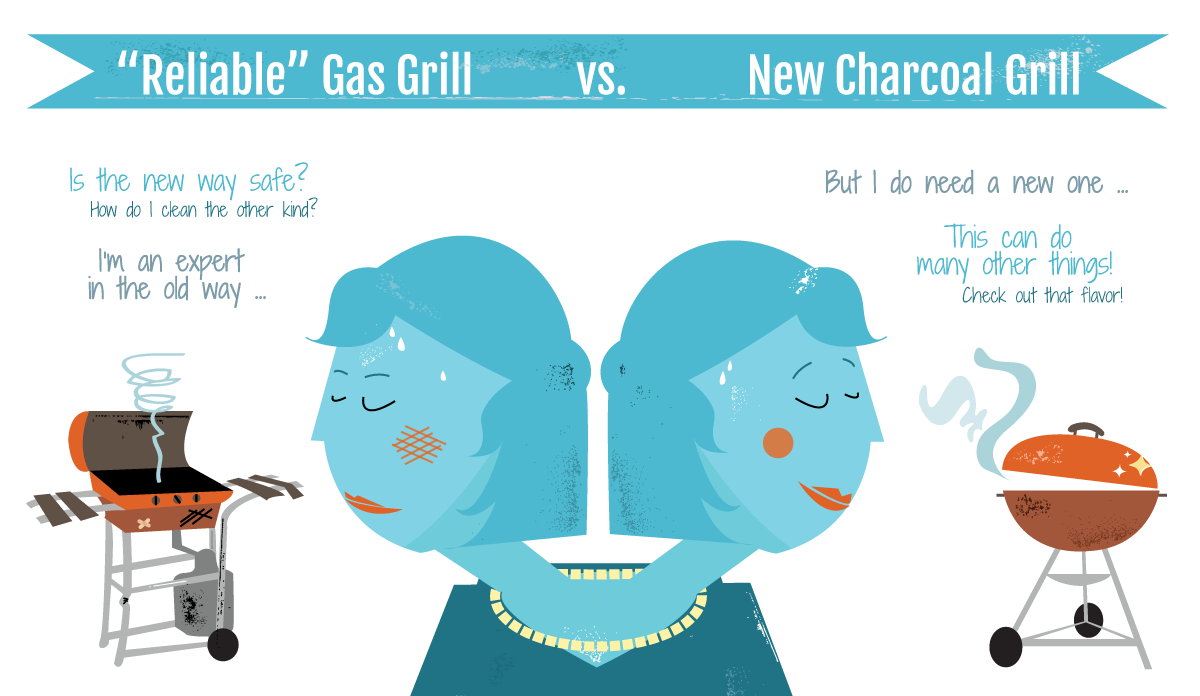 “Reliable” Gas Grill vs. New Charcoal Grill
Is the new way safe?
How do I clean the other kind?
I'm an expert
in the old way ...
But I do need a new one ...
This can do
many other things!
Check out that flavor!